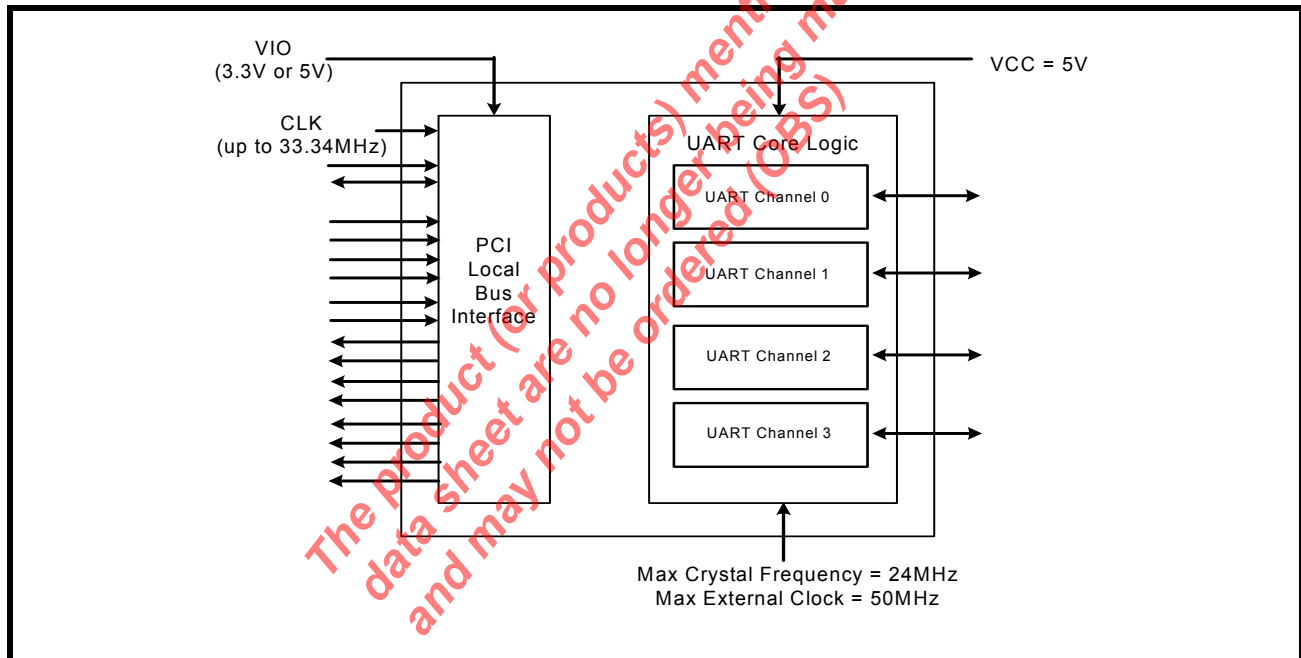 VIO
(3.3V or 5V)
VCC = 5V
CLK
(up to 33.34MHz)
PCI
Local
Bus
Interface
UART Core Logic
UART Channel 0
UART Channel 1
UART Channel 2
UART Channel 3
Max Crystal Frequency = 24MHz
Max External Clock = 50MHz
The product (or products) menti
data sheet are no longer being ma
and may not be ordered (OBS)